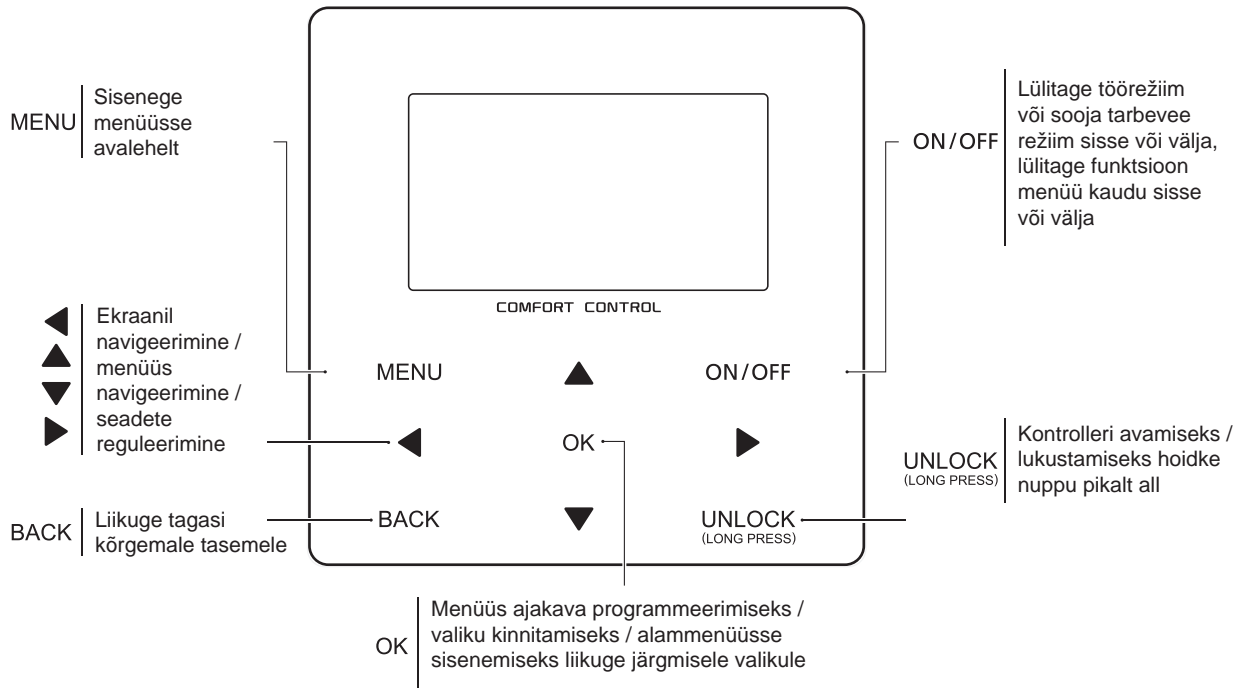 MENU
Sisenege
menüüsse
avalehelt
ON/OFF
Lülitage töörežiim
või sooja tarbevee
režiim sisse või välja,
lülitage funktsioon
menüü kaudu sisse
või välja
COMFORT CONTROL
Ekraanil
navigeerimine /
menüüs
navigeerimine /
seadete
reguleerimine
MENU
ON/OFF
OK
BACK
UNLOCK
(LONG PRESS)
UNLOCK
(LONG PRESS)
Kontrolleri avamiseks /
lukustamiseks hoidke
nuppu pikalt all
BACK
Liikuge tagasi
kõrgemale tasemele
OK
Menüüs ajakava programmeerimiseks /
valiku kinnitamiseks / alammenüüsse
sisenemiseks liikuge järgmisele valikule